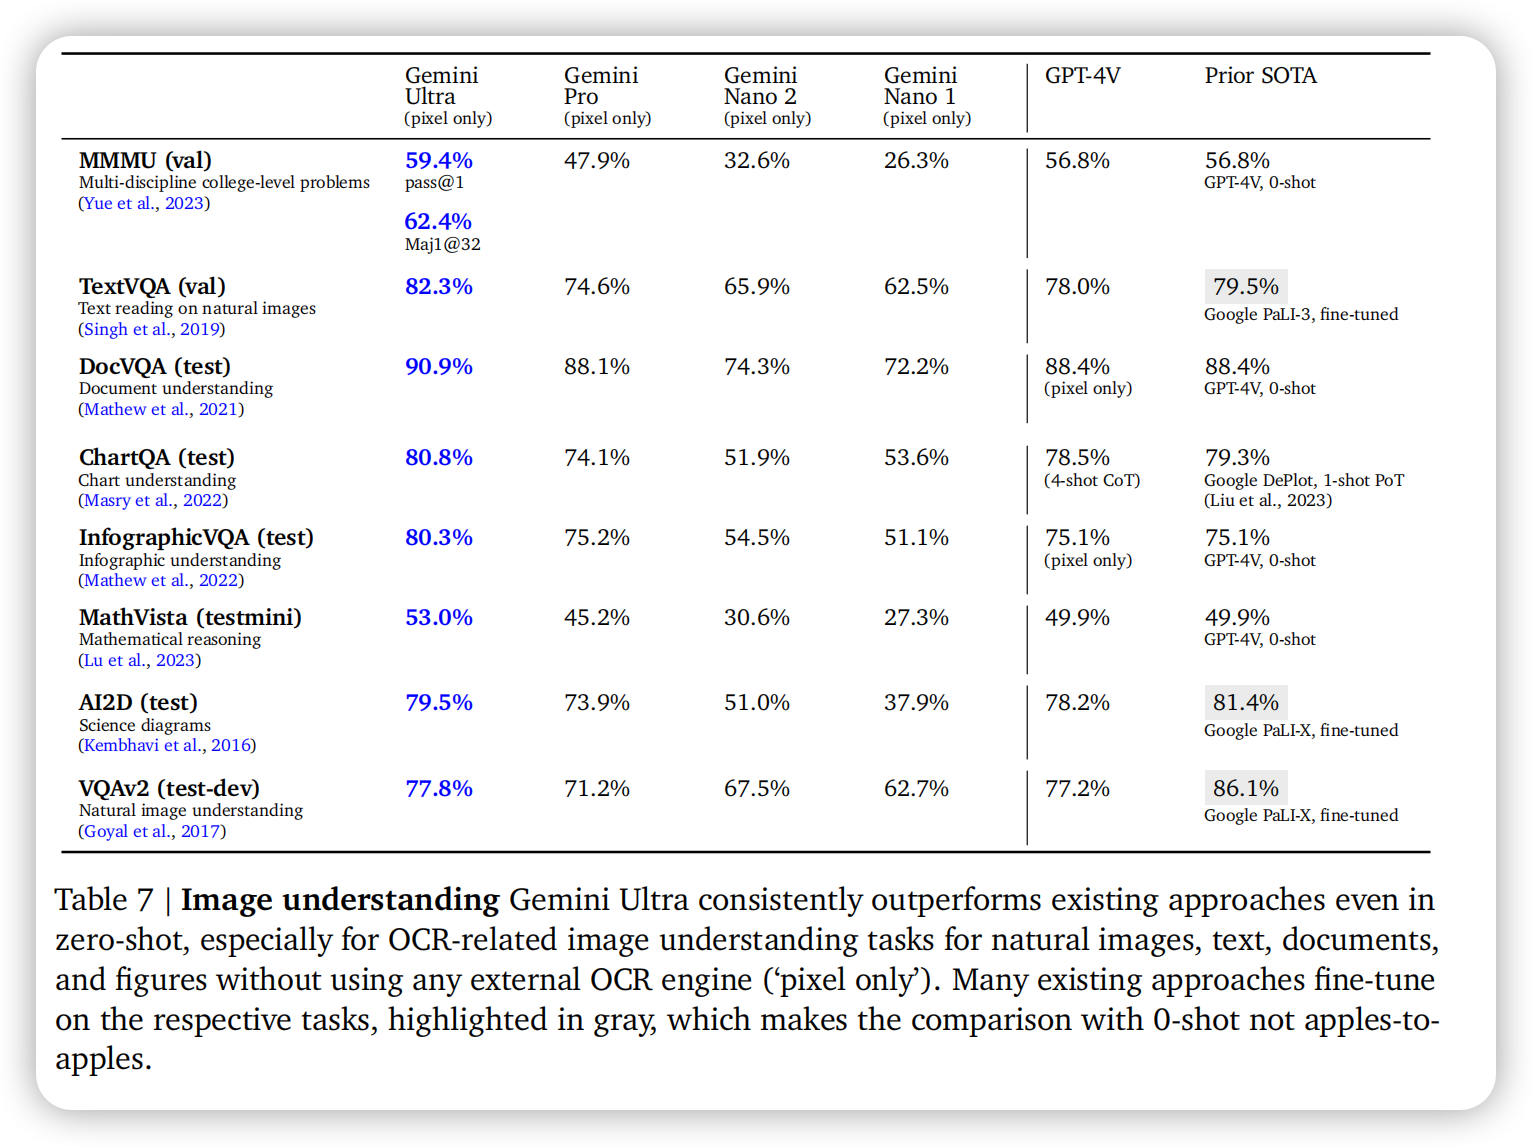 Gemini Ultra (pixel only) Gemini Pro (pixel only) Gemini Nano 2 (pixel only) Gemini Nano 1 (pixel only) GPT-4V Prior SOTA
MMMU (val) 59.4% 47.9% 32.6% 26.3% 56.8% 56.8%
Multi-discipline college-level problems pass@1 GPT-4V, 0-shot
(Yue et al., 2023)
62.4%
Maj1@32
TextVQA (val) 82.3% 74.6% 65.9% 62.5% 78.0% 79.5%
Text reading on natural images Google PaLI-3, fine-tuned
(Singh et al., 2019)
DocVQA (test) 90.9% 88.1% 74.3% 72.2% 88.4% 88.4%
Document understanding (pixel only) GPT-4V, 0-shot
(Mathew et al., 2021)
ChartQA (test) 80.8% 74.1% 51.9% 53.6% 78.5% 79.3%
Chart understanding (4-shot CoT) Google DePlot, 1-shot PoT
(Masry et al., 2022) (Liu et al., 2023)
InfographicVQA (test) 80.3% 75.2% 54.5% 51.1% 75.1% 75.1%
Infographic understanding (pixel only) GPT-4V, 0-shot
(Mathew et al., 2022)
MathVista (testmini) 53.0% 45.2% 30.6% 27.3% 49.9% 49.9%
Mathematical reasoning GPT-4V, 0-shot
(Lu et al., 2023)
AI2D (test) 79.5% 73.9% 51.0% 37.9% 78.2% 81.4%
Science diagrams Google PaLI-X, fine-tuned
(Kembhavi et al., 2016)
VQAv2 (test-dev) 77.8% 71.2% 67.5% 62.7% 77.2% 86.1%
Natural image understanding Google PaLI-X, fine-tuned
(Goyal et al., 2017)
Table 7 | Image understanding Gemini Ultra consistently outperforms existing approaches even in
zero-shot, especially for OCR-related image understanding tasks for natural images, text, documents,
and figures without using any external OCR engine (‘pixel only’). Many existing approaches fine-tune
on the respective tasks, highlighted in gray, which makes the comparison with 0-shot not apples-to-
apples.